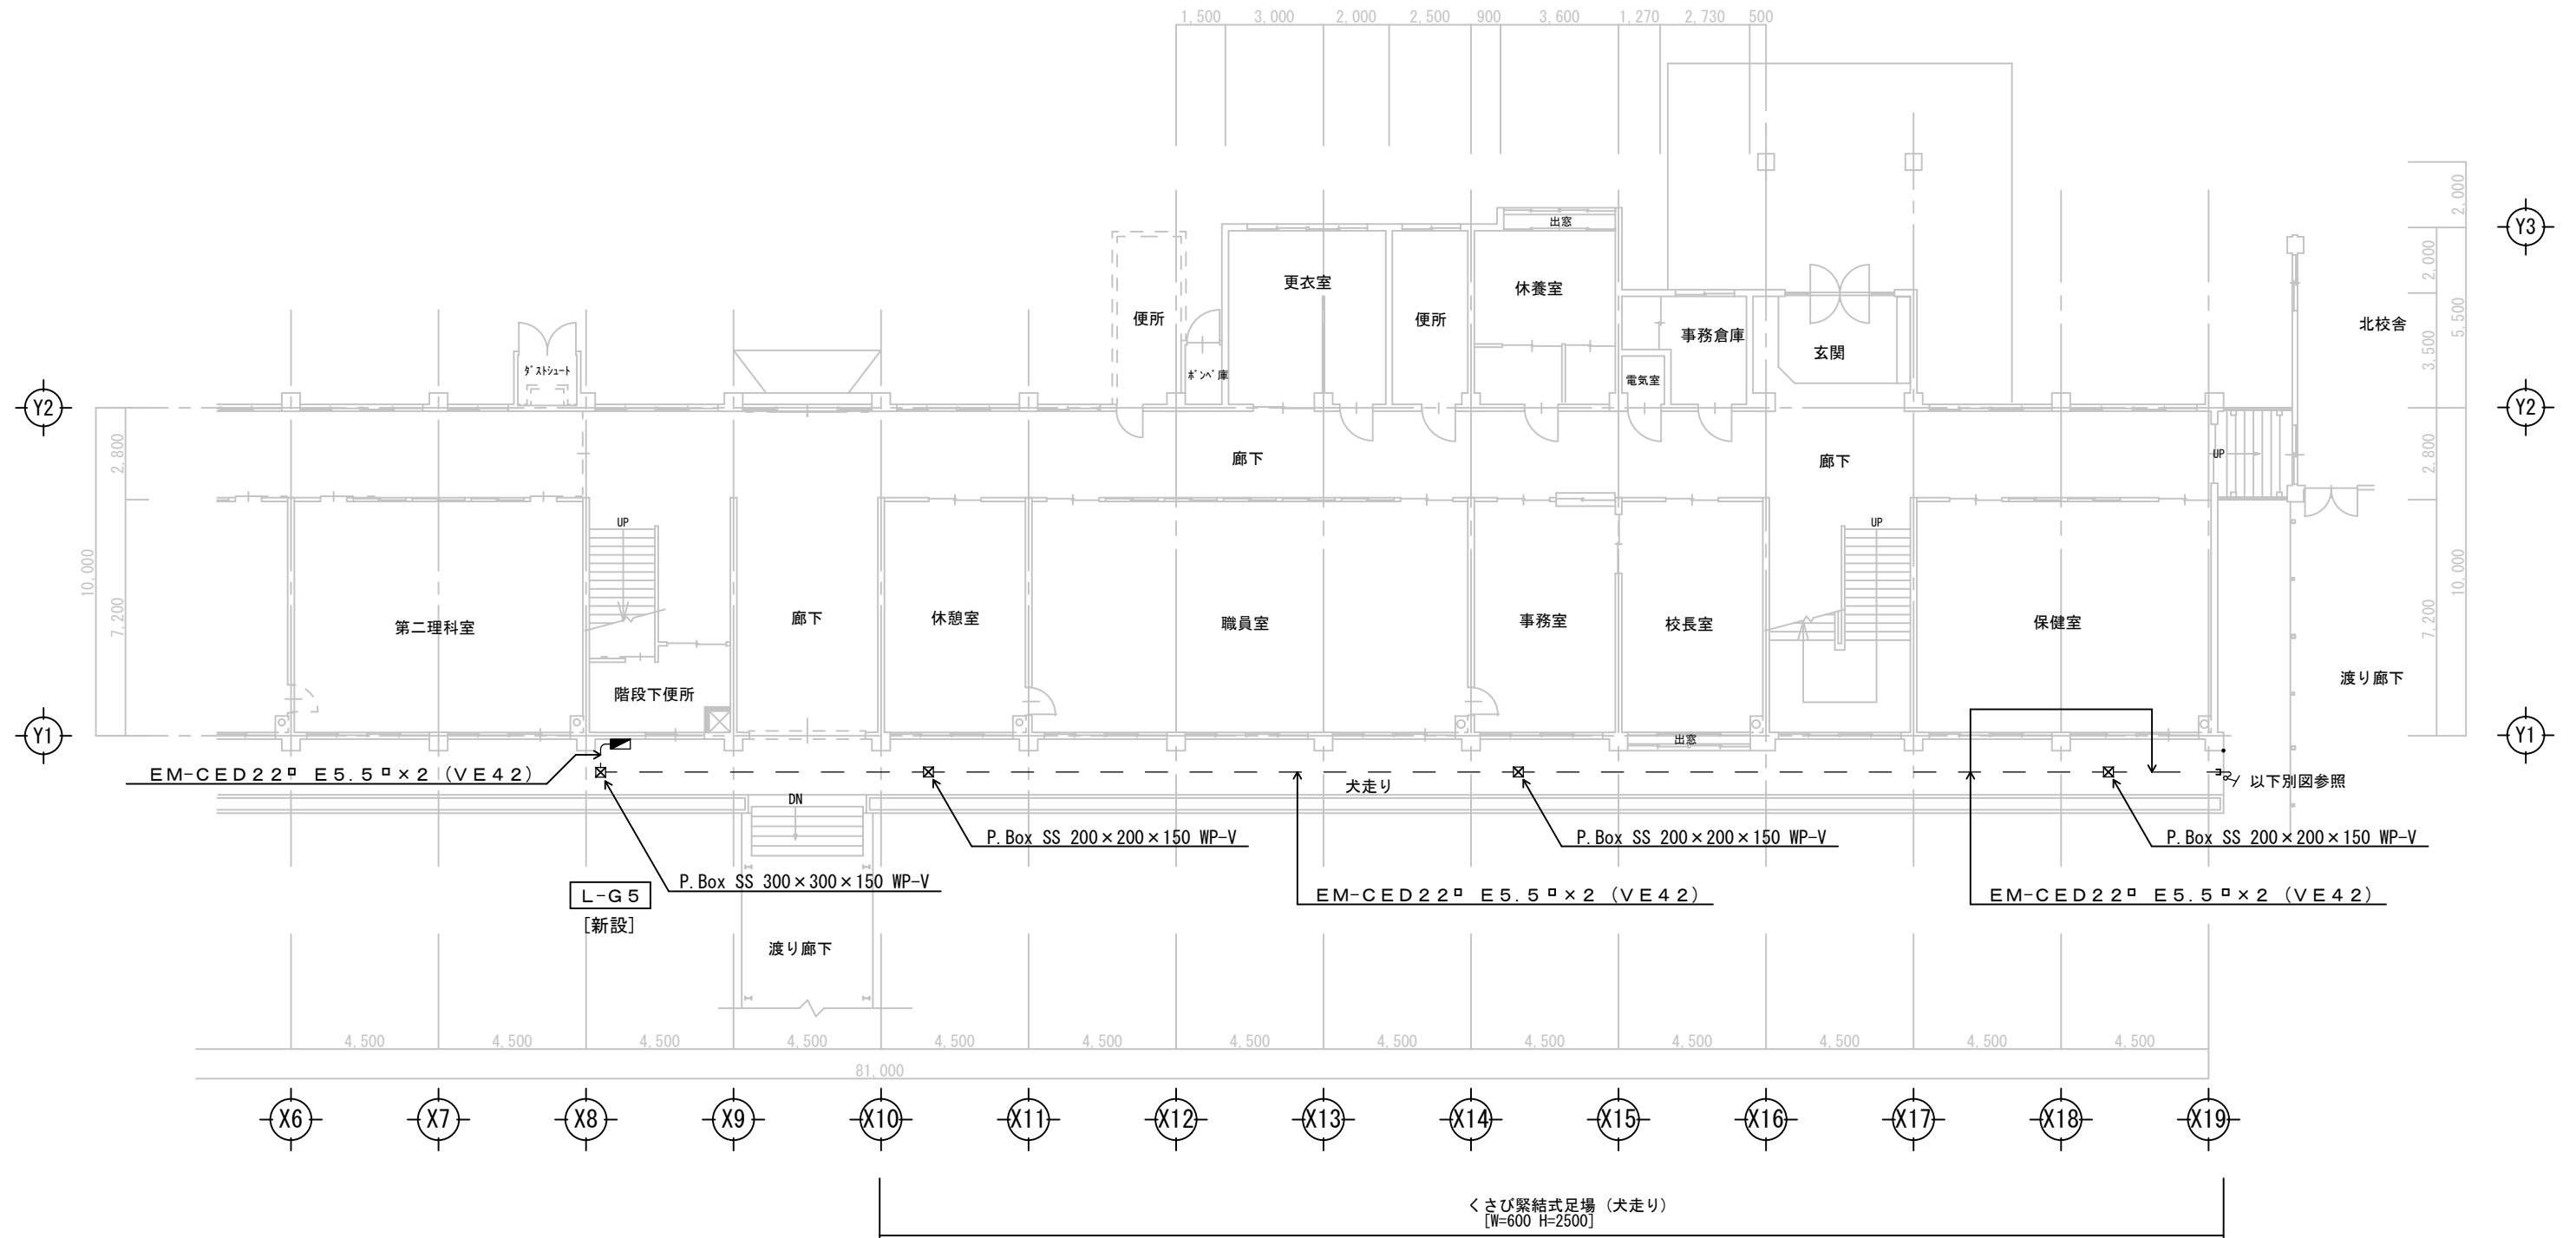 1,500 3,000 2,000 2,500 900 3,600 1,270 2,730 500
2,000
Y3
Y3
出窓
2,000
更衣室
休養室
便所
便所
5,500
北校舎
事務倉庫
3,500
玄関
ﾀﾞｽﾄｼｭｰﾄ
ﾎﾞﾝﾍﾞ庫
電気室
Y2
Y2
2,800
廊下
廊下
UP
2,800
UP
UP
10,000
10,000
7,200
7,200
第二理科室
廊下
休憩室
職員室
事務室
校長室
保健室
渡り廊下
階段下便所
Y1
出窓
Y1
EM-CED22□ E5.5□×2 (VE42)
犬走り
以下別図参照
DN
P.Box SS 200×200×150 WP-V
P.Box SS 200×200×150 WP-V
P.Box SS 200×200×150 WP-V
P.Box SS 300×300×150 WP-V
L-G5
[新設]
EM-CED22□ E5.5□×2 (VE42)
EM-CED22□ E5.5□×2 (VE42)
渡り廊下
4,500 4,500 4,500 4,500 4,500 4,500 4,500 4,500 4,500 4,500 4,500 4,500 4,500
81,000
X6 X7 X8 X9 X10 X11 X12 X13 X14 X15 X16 X17 X18 X19
くさび緊結式足場（犬走り）
[W=600 H=2500]